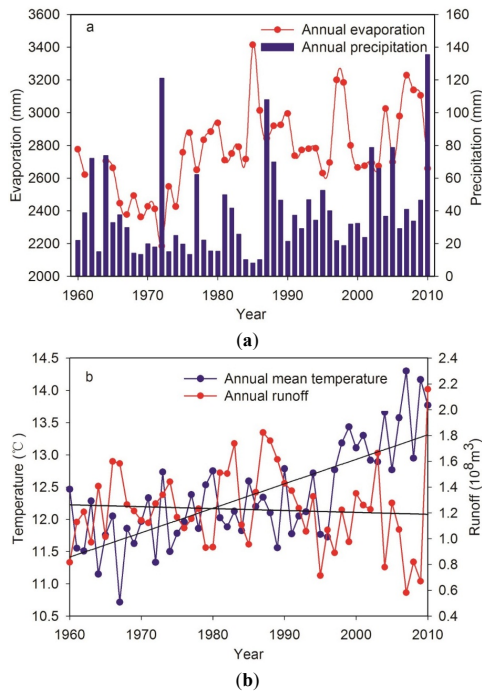 a
Annual evaporation
Annual precipitation
Evaporation (mm)
3600
3400
3200
3000
2800
2600
2400
2200
2000
Precipitation (mm)
160
140
120
100
80
60
40
20
0
1960 1970 1980 1990 2000 2010
Year
(a)
b
Annual mean temperature
Annual runoff
Temperature (℃)
14.5
14.0
13.5
13.0
12.5
12.0
11.5
11.0
10.5
Runoff (10⁸m³)
2.4
2.2
2.0
1.8
1.6
1.4
1.2
1.0
0.8
0.6
0.4
1960 1970 1980 1990 2000 2010
Year
(b)